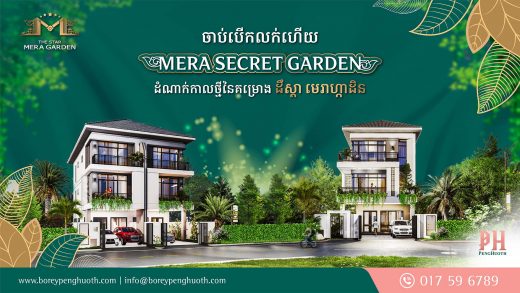 THE STAR
MERA GARDEN
ចាប់បើកលក់ហើយ
MERA SECRET GARDEN
ដំណាក់កាលថ្មីនៃគម្រោង ដឹស្តា មេរ៉ាហ្គាដិន
PH
PENGHUOTH
www.boreypenghuoth.com | info@boreypenghuoth.com
017 59 6789